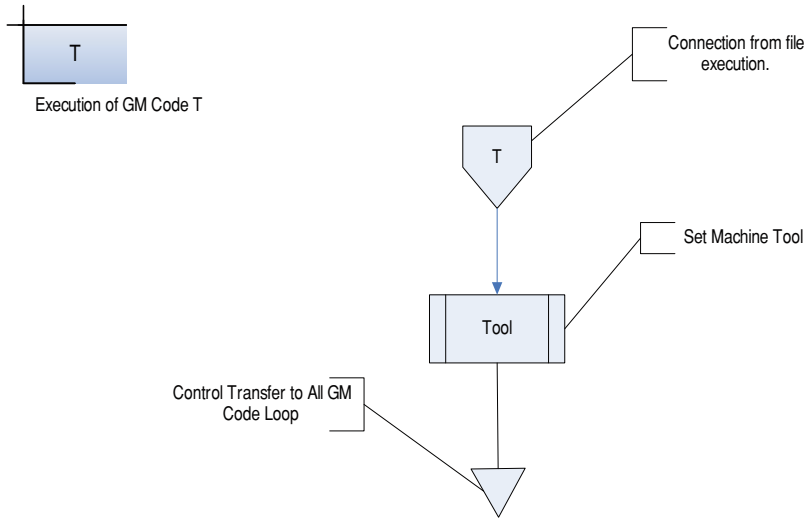 T
Execution of GM Code T
Connection from file
execution.
T
Set Machine Tool
Tool
Control Transfer to All GM
Code Loop